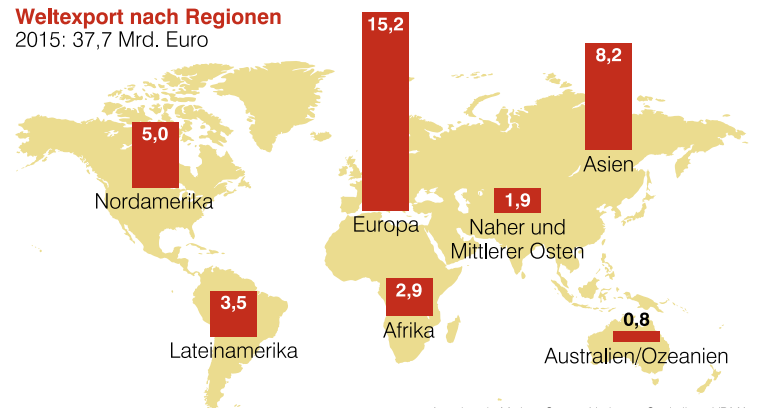 Weltexport nach Regionen
2015: 37,7 Mrd. Euro
15,2
8,2
5,0
Asien
Nordamerika
1,9
Europa
Naher und
Mittlerer Osten
3,5
2,9
0,8
Afrika
Lateinamerika
Australien/Ozeanien